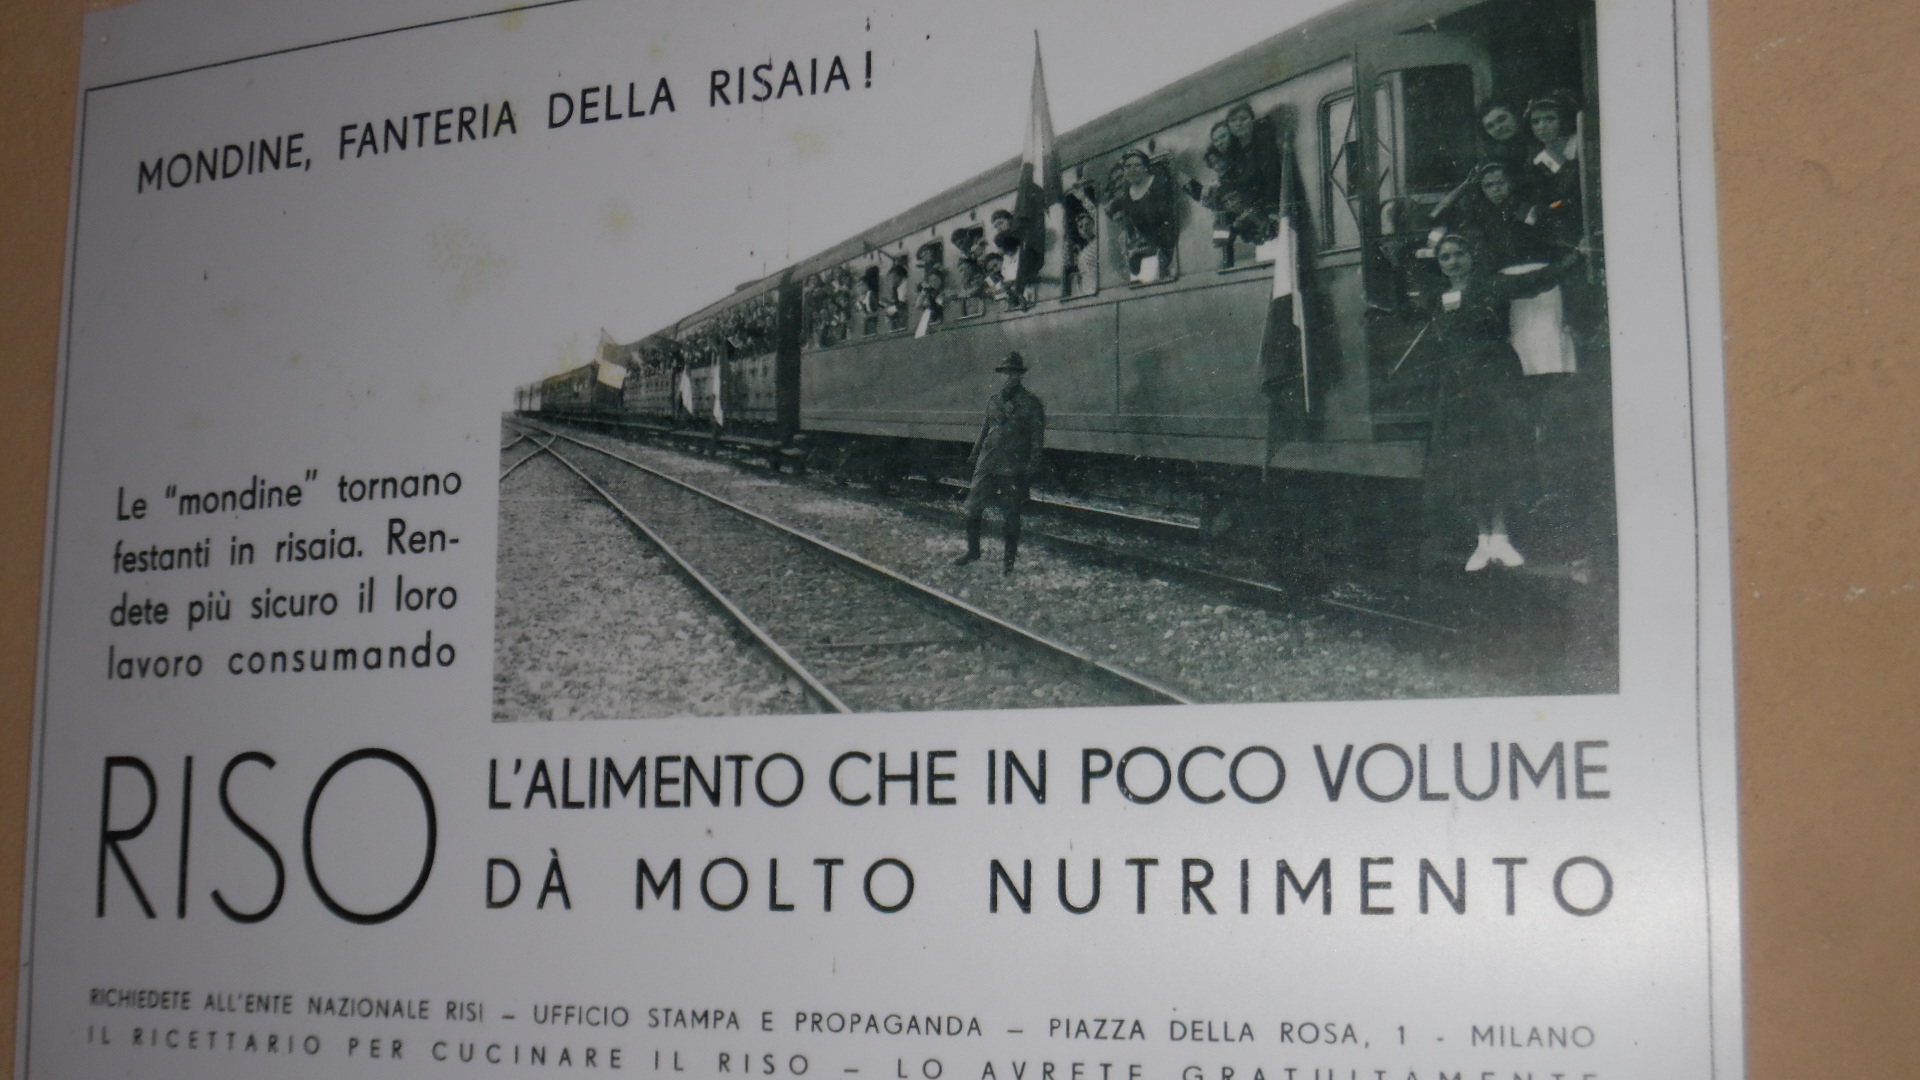 MONDINE, FANTERIA DELLA RISAIA!
Le "mondine" tornano
festanti in risaia. Ren-
dete più sicuro il loro
lavoro consumando
RISO
L'ALIMENTO CHE IN POCO VOLUME
DÀ MOLTO NUTRIMENTO
RICHIEDETE ALL'ENTE NAZIONALE RISI – UFFICIO STAMPA E PROPAGANDA – PIAZZA DELLA ROSA, 1 - MILANO
IL RICETTARIO PER CUCINARE IL RISO – LO AVRETE GRATUITAMENTE